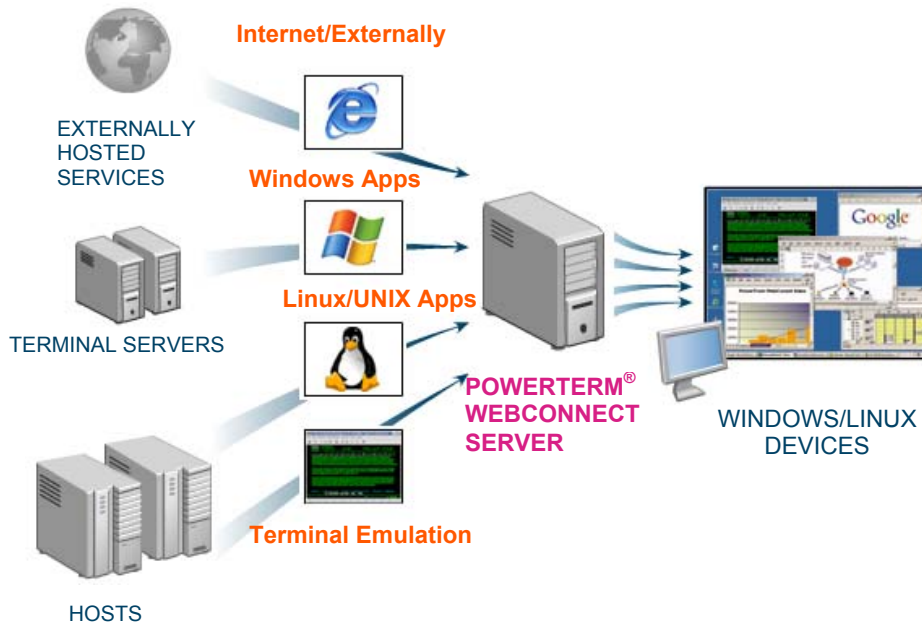 Internet/Externally
EXTERNALLY
HOSTED
SERVICES
Windows Apps
Linux/UNIX Apps
TERMINAL SERVERS
POWERTERM®
WEBCONNECT
SERVER
Google
WINDOWS/LINUX
DEVICES
Terminal Emulation
HOSTS